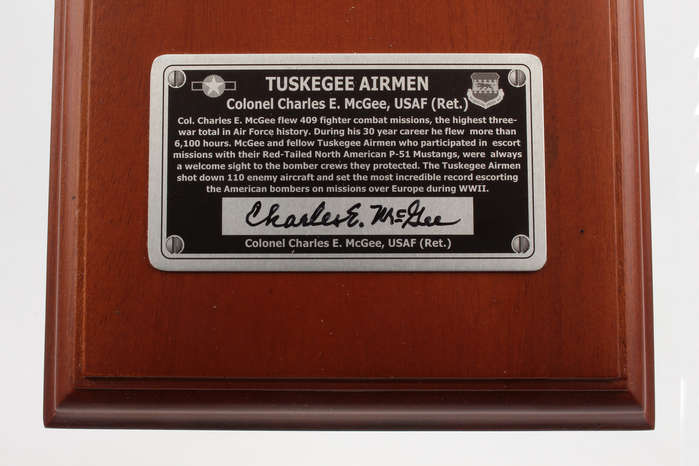 TUSKEGEE AIRMEN
Colonel Charles E. McGee, USAF (Ret.)
Col. Charles E. McGee flew 409 fighter combat missions, the highest three-
war total in Air Force history. During his 30 year career he flew more than
6,100 hours. McGee and fellow Tuskegee Airmen who participated in escort
missions with their Red-Tailed North American P-51 Mustangs, were always
a welcome sight to the bomber crews they protected. The Tuskegee Airmen
shot down 110 enemy aircraft and set the most incredible record escorting
the American bombers on missions over Europe during WWII.
Charles E. McGee
Colonel Charles E. McGee, USAF (Ret.)